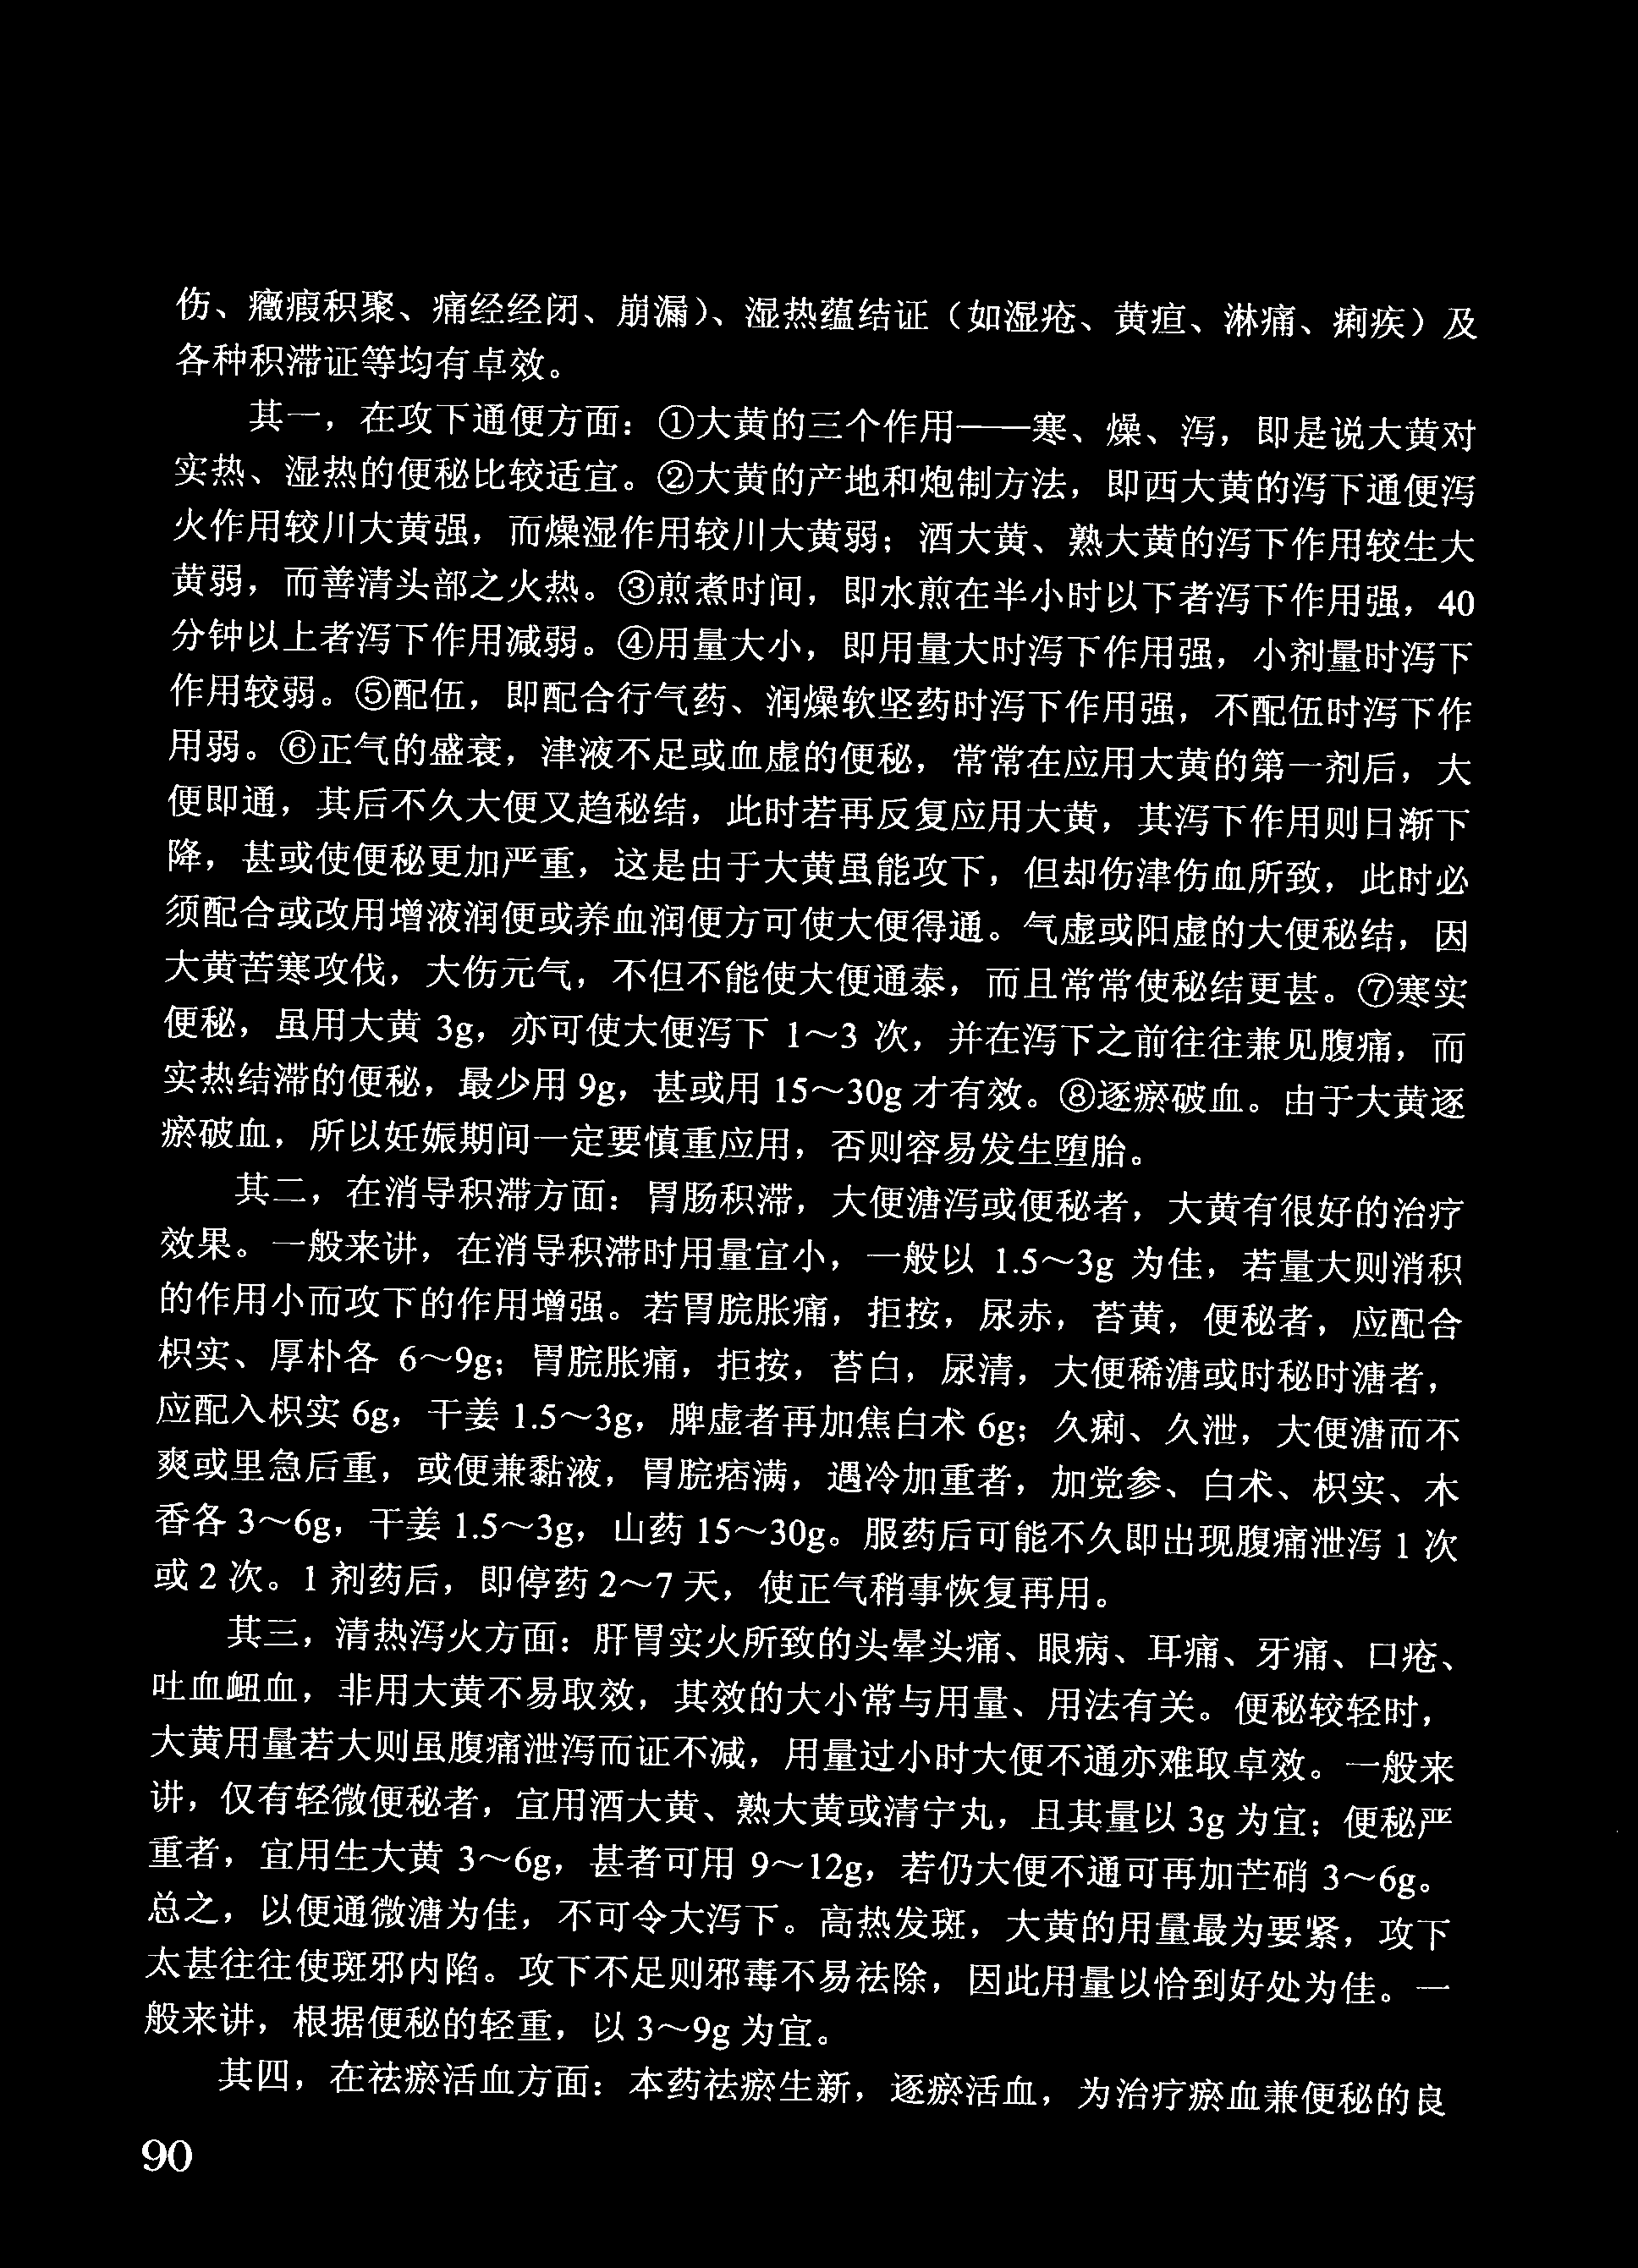 伤、癥瘕积聚、痛经经闭、崩漏)、湿热蕴结证（如湿疮、黄疸、淋痛、痢疾）及
各种积滞证等均有卓效。
其一，在攻下通便方面：①大黄的三个作用——寒、燥、泻，即是说大黄对
实热、湿热的便秘比较适宜。②大黄的产地和炮制方法，即西大黄的泻下通便泻
火作用较川大黄强，而燥湿作用较川大黄弱；酒大黄、熟大黄的泻下作用较生大
黄弱，而善清头部之火热。③煎煮时间，即水煎在半小时以下者泻下作用强，40
分钟以上者泻下作用减弱。④用量大小，即用量大时泻下作用强，小剂量时泻下
作用较弱。⑤配伍，即配合行气药、润燥软坚药时泻下作用强，不配伍时泻下作
用弱。⑥正气的盛衰，津液不足或血虚的便秘，常常在应用大黄的第一剂后，大
便即通，其后不久大便又趋秘结，此时若再反复应用大黄，其泻下作用则日渐下
降，甚或使便秘更加严重，这是由于大黄虽能攻下，但却伤津伤血所致，此时必
须配合或改用增液润便或养血润便方可使大便得通。气虚或阳虚的大便秘结，因
大黄苦寒攻伐，大伤元气，不但不能使大便通泰，而且常常使秘结更甚。⑦寒实
便秘，虽用大黄 3g，亦可使大便泻下 1～3 次，并在泻下之前往往兼见腹痛，而
实热结滞的便秘，最少用 9g，甚或用 15～30g 才有效。⑧逐瘀破血。由于大黄逐
瘀破血，所以妊娠期间一定要慎重应用，否则容易发生堕胎。
其二，在消导积滞方面：胃肠积滞，大便溏泻或便秘者，大黄有很好的治疗
效果。一般来讲，在消导积滞时用量宜小，一般以 1.5～3g 为佳，若量大则消积
的作用小而攻下的作用增强。若胃脘胀痛，拒按，尿赤，苔黄，便秘者，应配合
枳实、厚朴各 6～9g；胃脘胀痛，拒按，苔白，尿清，大便稀溏或时秘时溏者，
应配入枳实 6g，干姜 1.5～3g，脾虚者再加焦白术 6g；久痢、久泄，大便溏而不
爽或里急后重，或便兼黏液，胃脘痞满，遇冷加重者，加党参、白术、枳实、木
香各 3～6g，干姜 1.5～3g，山药 15～30g。服药后可能不久即出现腹痛泄泻 1 次
或 2 次。1 剂药后，即停药 2～7 天，使正气稍事恢复再用。
其三，清热泻火方面：肝胃实火所致的头晕头痛、眼病、耳痛、牙痛、口疮、
吐血衄血，非用大黄不易取效，其效的大小常与用量、用法有关。便秘较轻时，
大黄用量若大则虽腹痛泄泻而证不减，用量过小时大便不通亦难取卓效。一般来
讲，仅有轻微便秘者，宜用酒大黄、熟大黄或清宁丸，且其量以 3g 为宜；便秘严
重者，宜用生大黄 3～6g，甚者可用 9～12g，若仍大便不通可再加芒硝 3～6g。
总之，以便通微溏为佳，不可令大泻下。高热发斑，大黄的用量最为要紧，攻下
太甚往往使斑邪内陷。攻下不足则邪毒不易祛除，因此用量以恰到好处为佳。一
般来讲，根据便秘的轻重，以 3～9g 为宜。
其四，在祛瘀活血方面：本药祛瘀生新，逐瘀活血，为治疗瘀血兼便秘的良
90